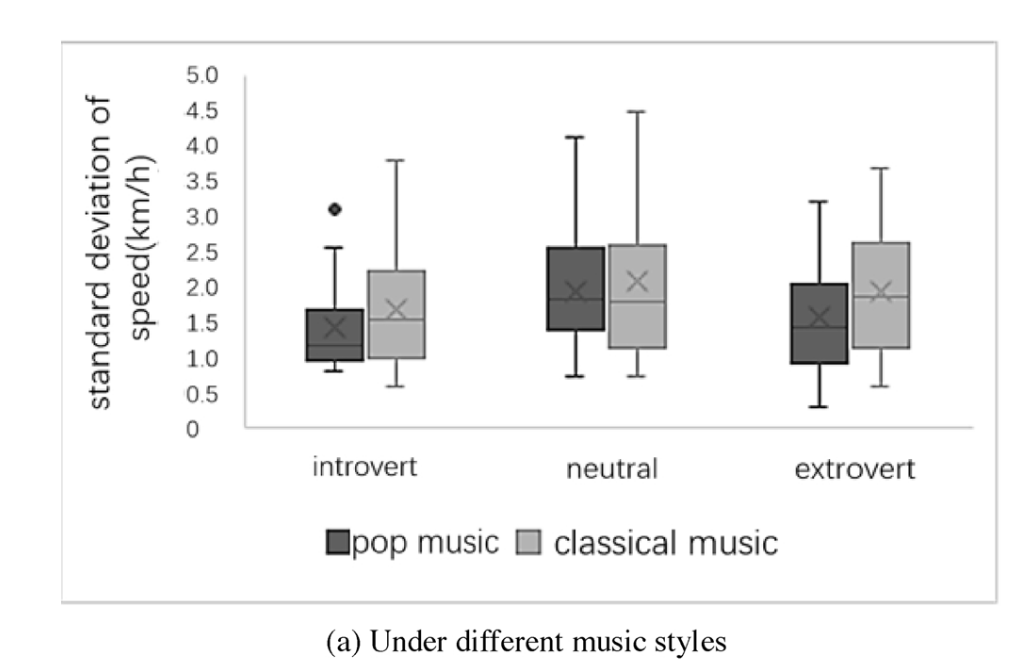 standard deviation of
speed(km/h)
5.0
4.5
4.0
3.5
3.0
2.5
2.0
1.5
1.0
0.5
0
introvert neutral extrovert
pop music classical music
(a) Under different music styles